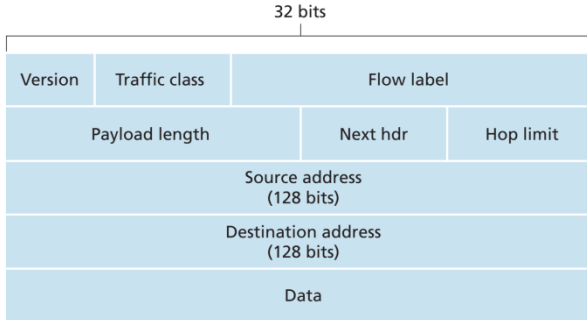 32 bits
Version Traffic class Flow label
Payload length Next hdr Hop limit
Source address
(128 bits)
Destination address
(128 bits)
Data